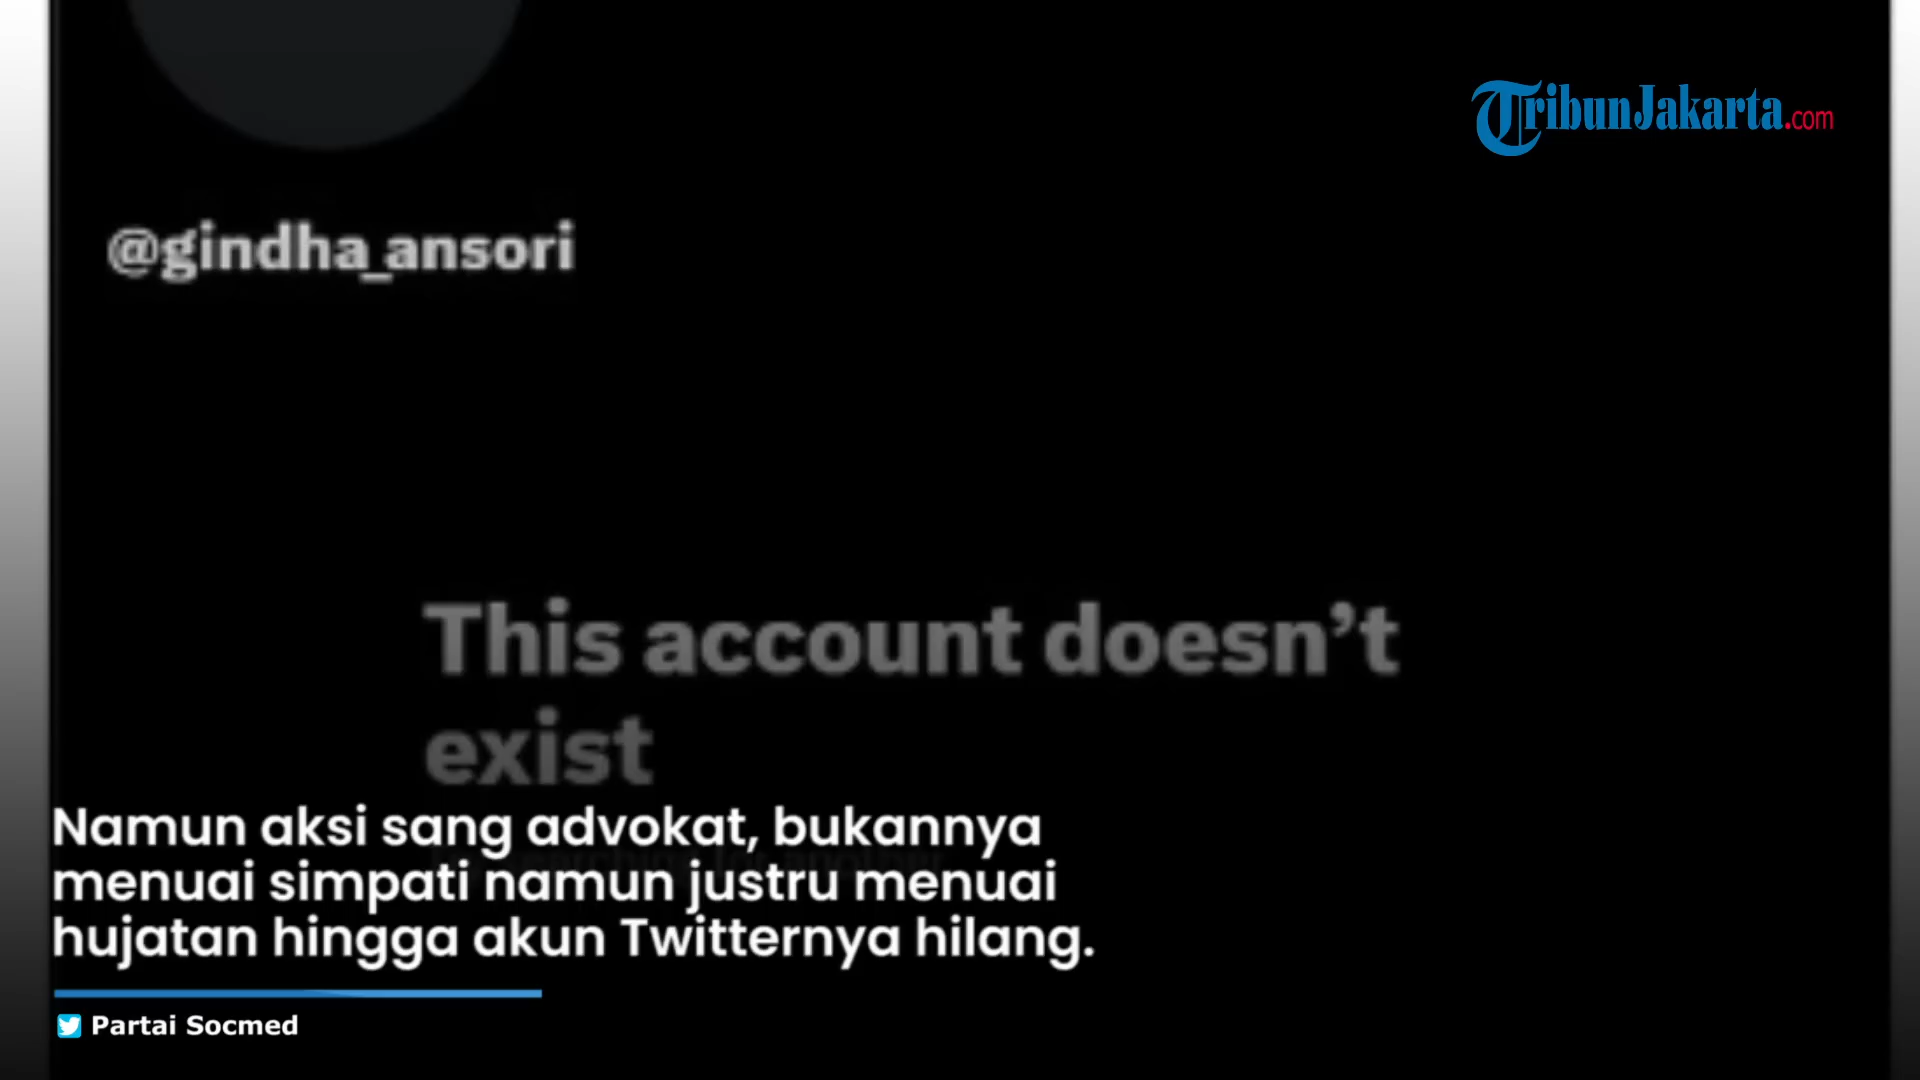 TribunJakarta.com
@gindha_ansori
This account doesn’t
exist
Namun aksi sang advokat, bukannya
menuai simpati namun justru menuai
hujatan hingga akun Twitternya hilang.
Partai Socmed